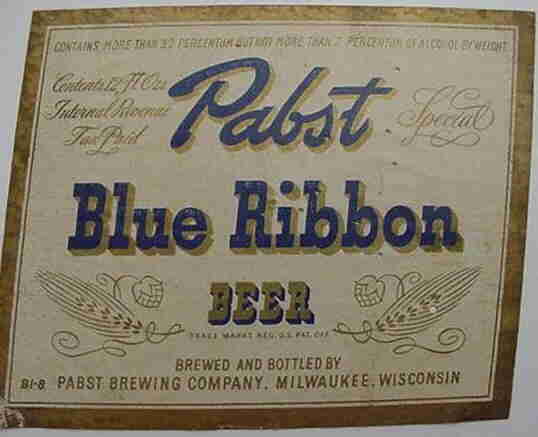 CONTAINS MORE THAN 3.2 PERCENTUM BUT NOT MORE THAN 7 PERCENTUM OF ALCOHOL BY WEIGHT
Contents 12 Fl Ozs
Internal Revenue
Tax Paid
Pabst
Special
Blue Ribbon
BEER
TRADE MARKS REG. U.S. PAT. OFF.
BREWED AND BOTTLED BY
BI-8 PABST BREWING COMPANY, MILWAUKEE, WISCONSIN